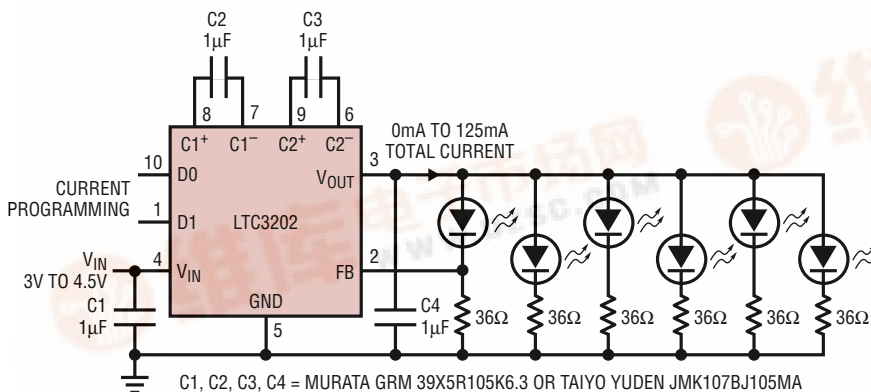 C2
1µF
C3
1µF
8
7
9
6
C1+
C1−
C2+
C2−
0mA TO 125mA
TOTAL CURRENT
10
D0
3
VOUT
CURRENT
PROGRAMMING
1
D1
LTC3202
VIN
3V TO 4.5V
4
VIN
2
FB
GND
C1
1µF
5
C4
1µF
36Ω
36Ω
36Ω
36Ω
36Ω
36Ω
C1, C2, C3, C4 = MURATA GRM 39X5R105K6.3 OR TAIYO YUDEN JMK107BJ105MA